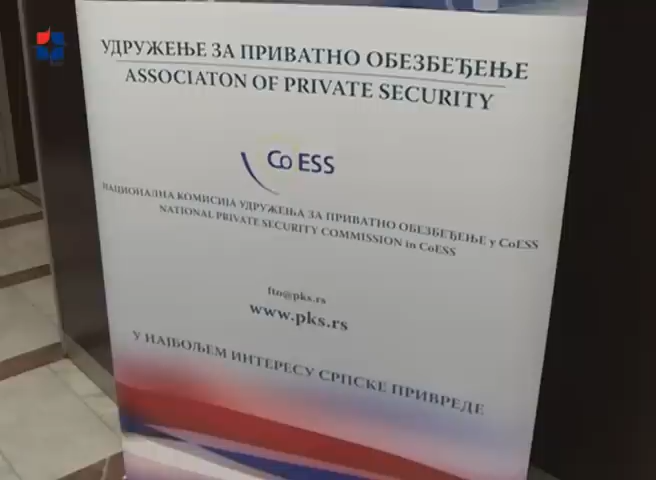 УДРУЖЕЊЕ ЗА ПРИВАТНО ОБЕЗБЕЂЕЊЕ
ASSOCIATON OF PRIVATE SECURITY
CoESS
НАЦИОНАЛНА КОМИСИЈА УДРУЖЕЊА ЗА ПРИВАТНО ОБЕЗБЕЂЕЊЕ у CoESS
NATIONAL PRIVATE SECURITY COMMISSION in CoESS
fto@pks.rs
www.pks.rs
У НАЈБОЉЕМ ИНТЕРЕСУ СРПСКЕ ПРИВРЕДЕ